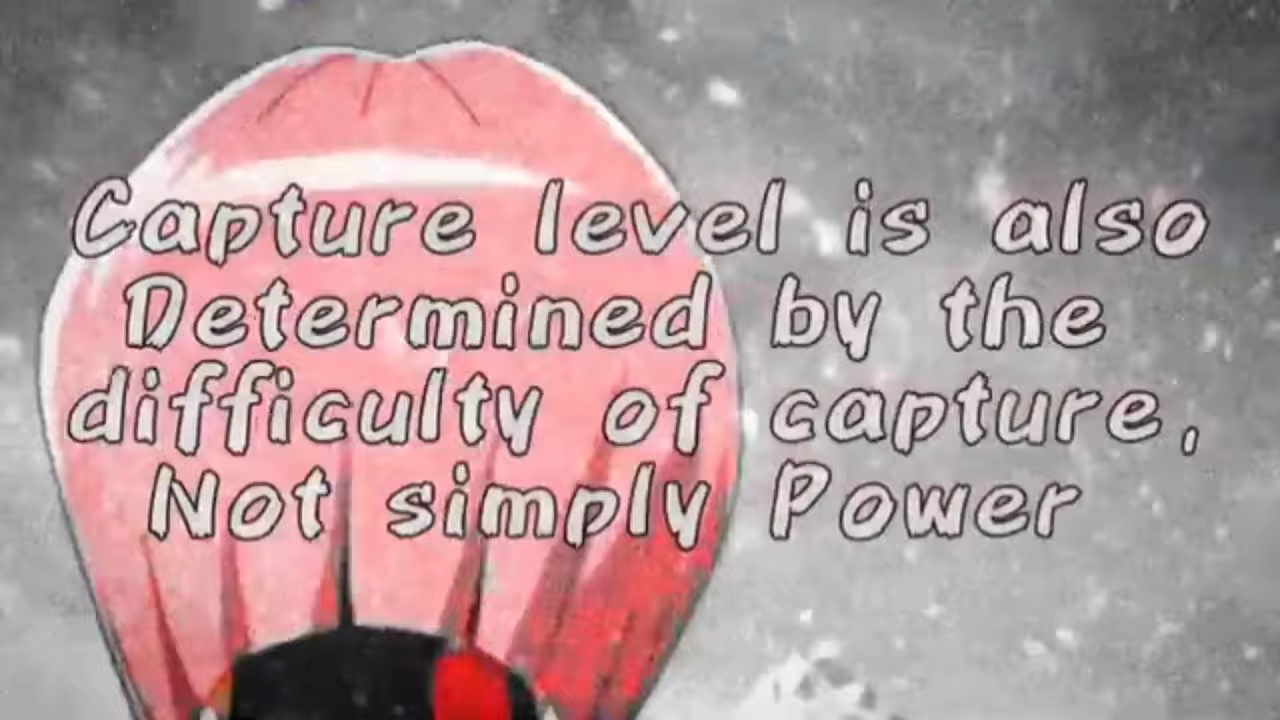 Capture level is also
Determined by the
difficulty of capture,
Not simply Power